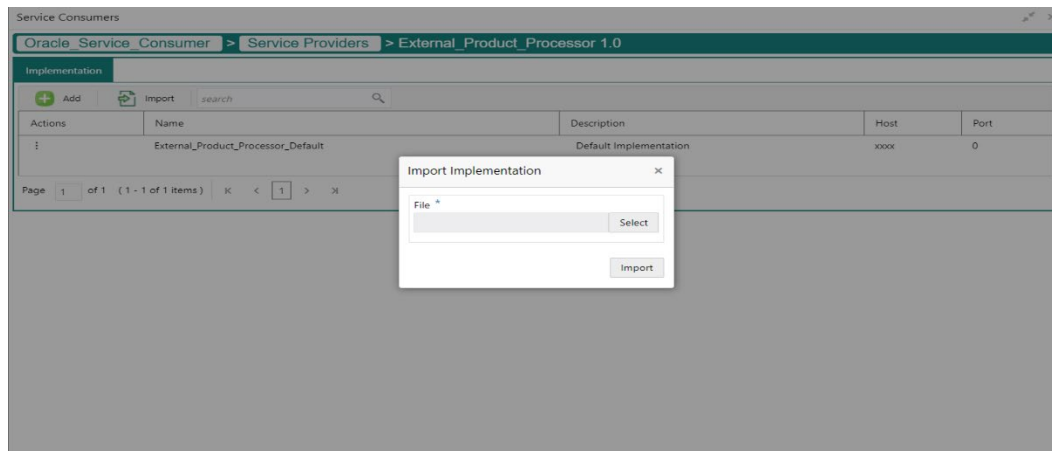 Service Consumers
Oracle_Service_Consumer > Service Providers > External_Product_Processor 1.0
Implementation
Add Import search
Actions Name Description Host Port
External_Product_Processor_Default Default Implementation xxxx 0
Page 1 of 1 (1 - 1 of 1 items) K < 1 > >|
Import Implementation ×
File *
Select
Import